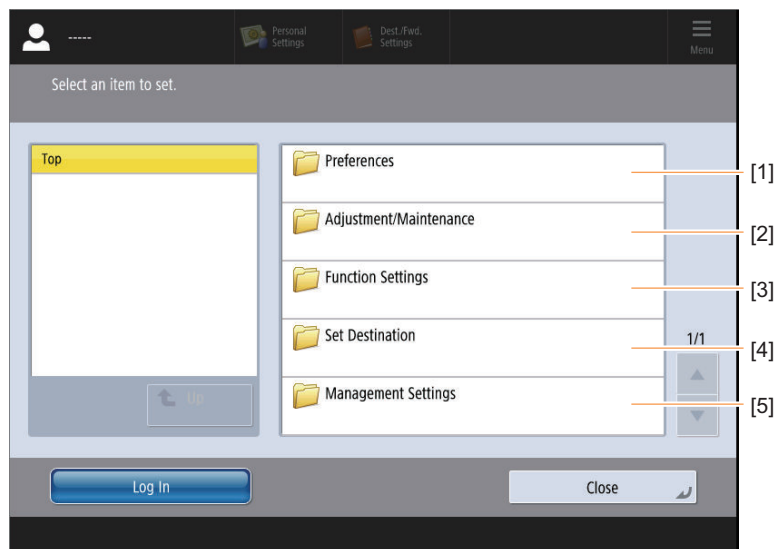 -----
Personal
Settings
Dest./Fwd.
Settings
Menu
Select an item to set.
Top
Preferences
[1]
Adjustment/Maintenance
[2]
Function Settings
[3]
Set Destination
1/1
[4]
Management Settings
[5]
Up
Log In
Close